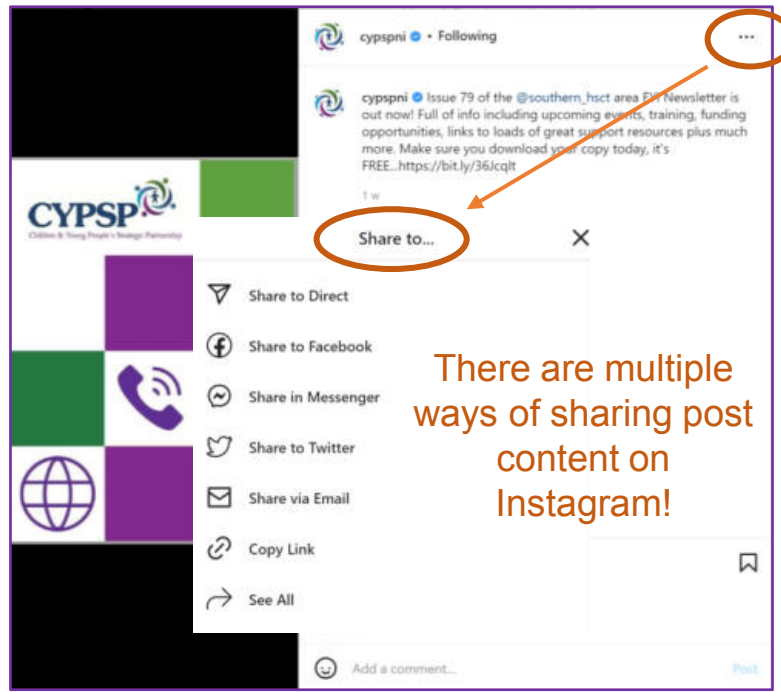 cypspni • Following
cypspni Issue 79 of the @southern_hsct area FYI Newsletter is
out now! Full of info including upcoming events, training, funding
opportunities, links to loads of great support resources plus much
more. Make sure you download your copy today, it's
FREE...https://bit.ly/36Jcqlt
1 w
CYPSP
Children & Young People's Strategic Partnership
Share to...
Share to Direct
Share to Facebook
Share in Messenger
Share to Twitter
Share via Email
Copy Link
See All
There are multiple
ways of sharing post
content on
Instagram!
Add a comment...
Post